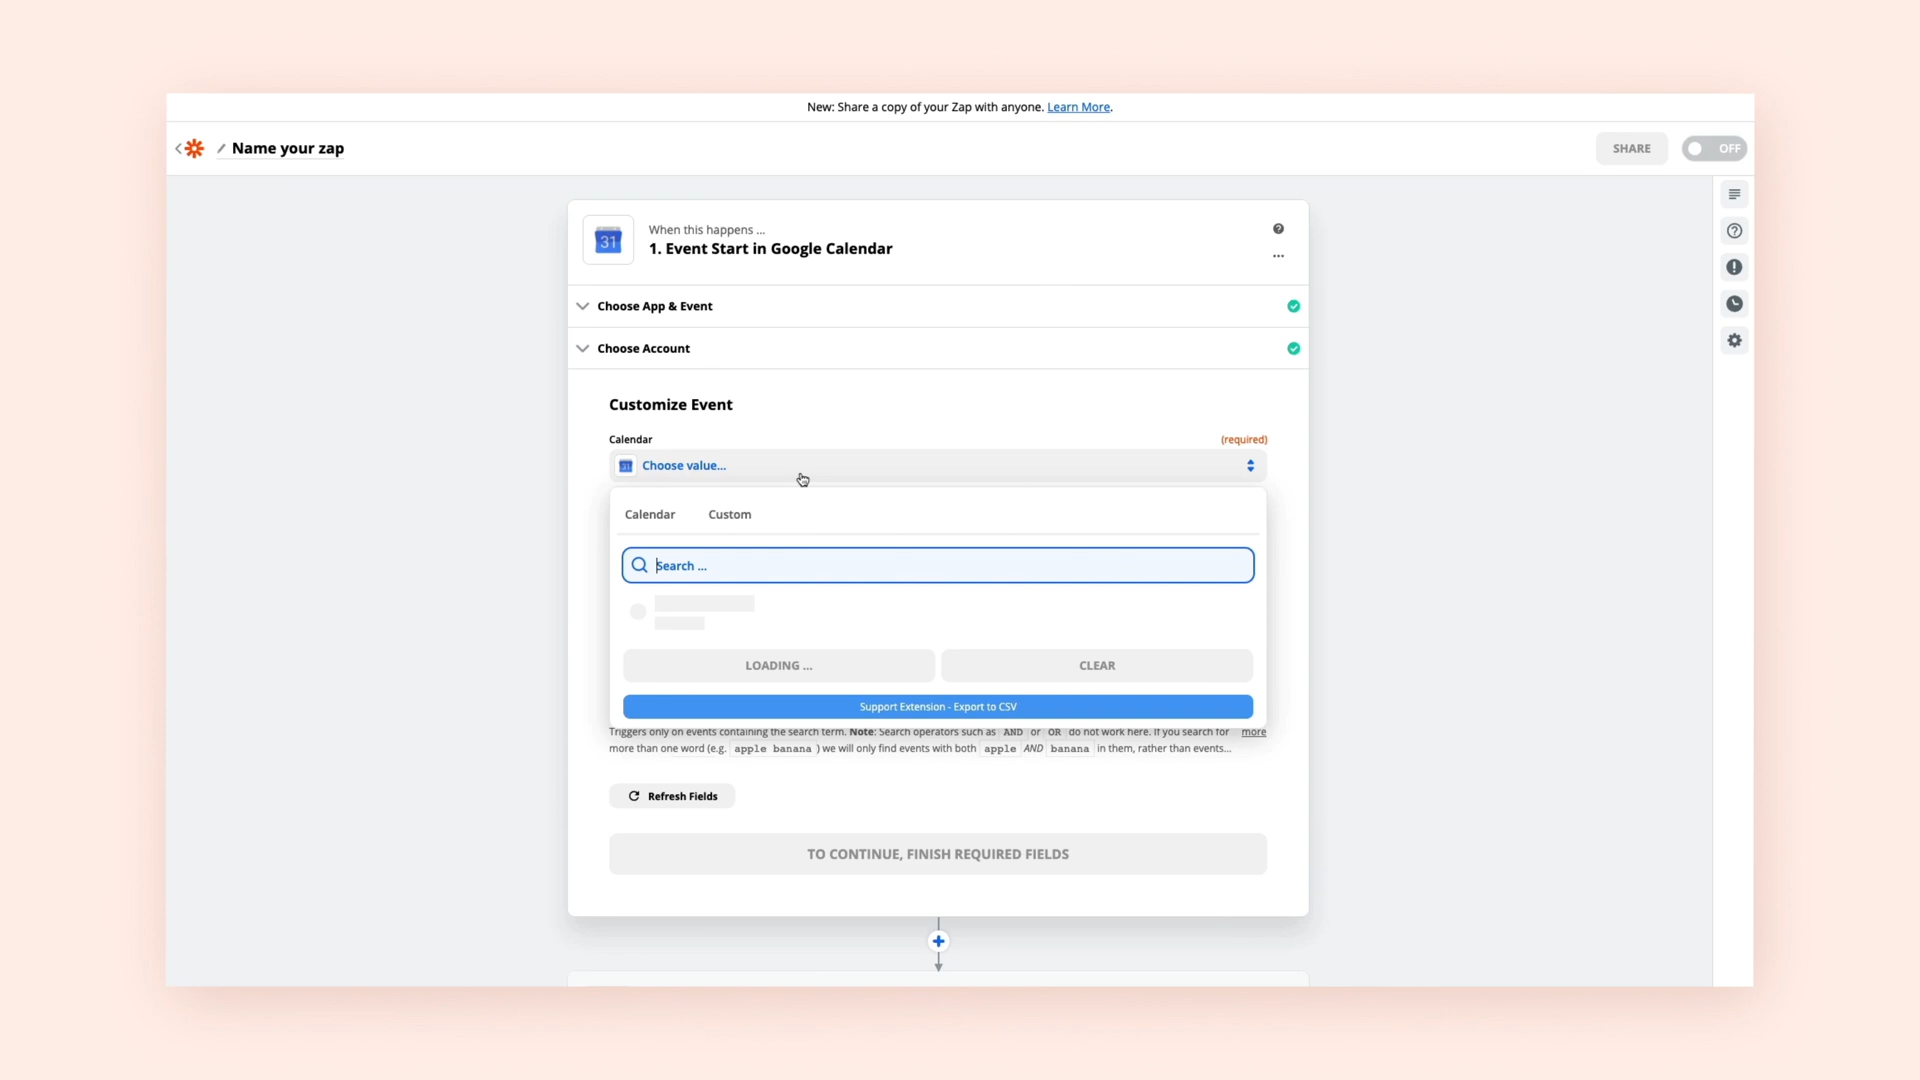 New: Share a copy of your Zap with anyone. Learn More.
Name your zap
SHARE
OFF
When this happens ...
31
1. Event Start in Google Calendar
Choose App & Event
Choose Account
Customize Event
Calendar
(required)
31
Choose value...
Calendar
Custom
Search ...
LOADING ...
CLEAR
Support Extension - Export to CSV
Triggers only on events containing the search term. Note: Search operators such as AND or OR do not work here. If you search for more
more than one word (e.g. apple banana ) we will only find events with both apple AND banana in them, rather than events...
Refresh Fields
TO CONTINUE, FINISH REQUIRED FIELDS